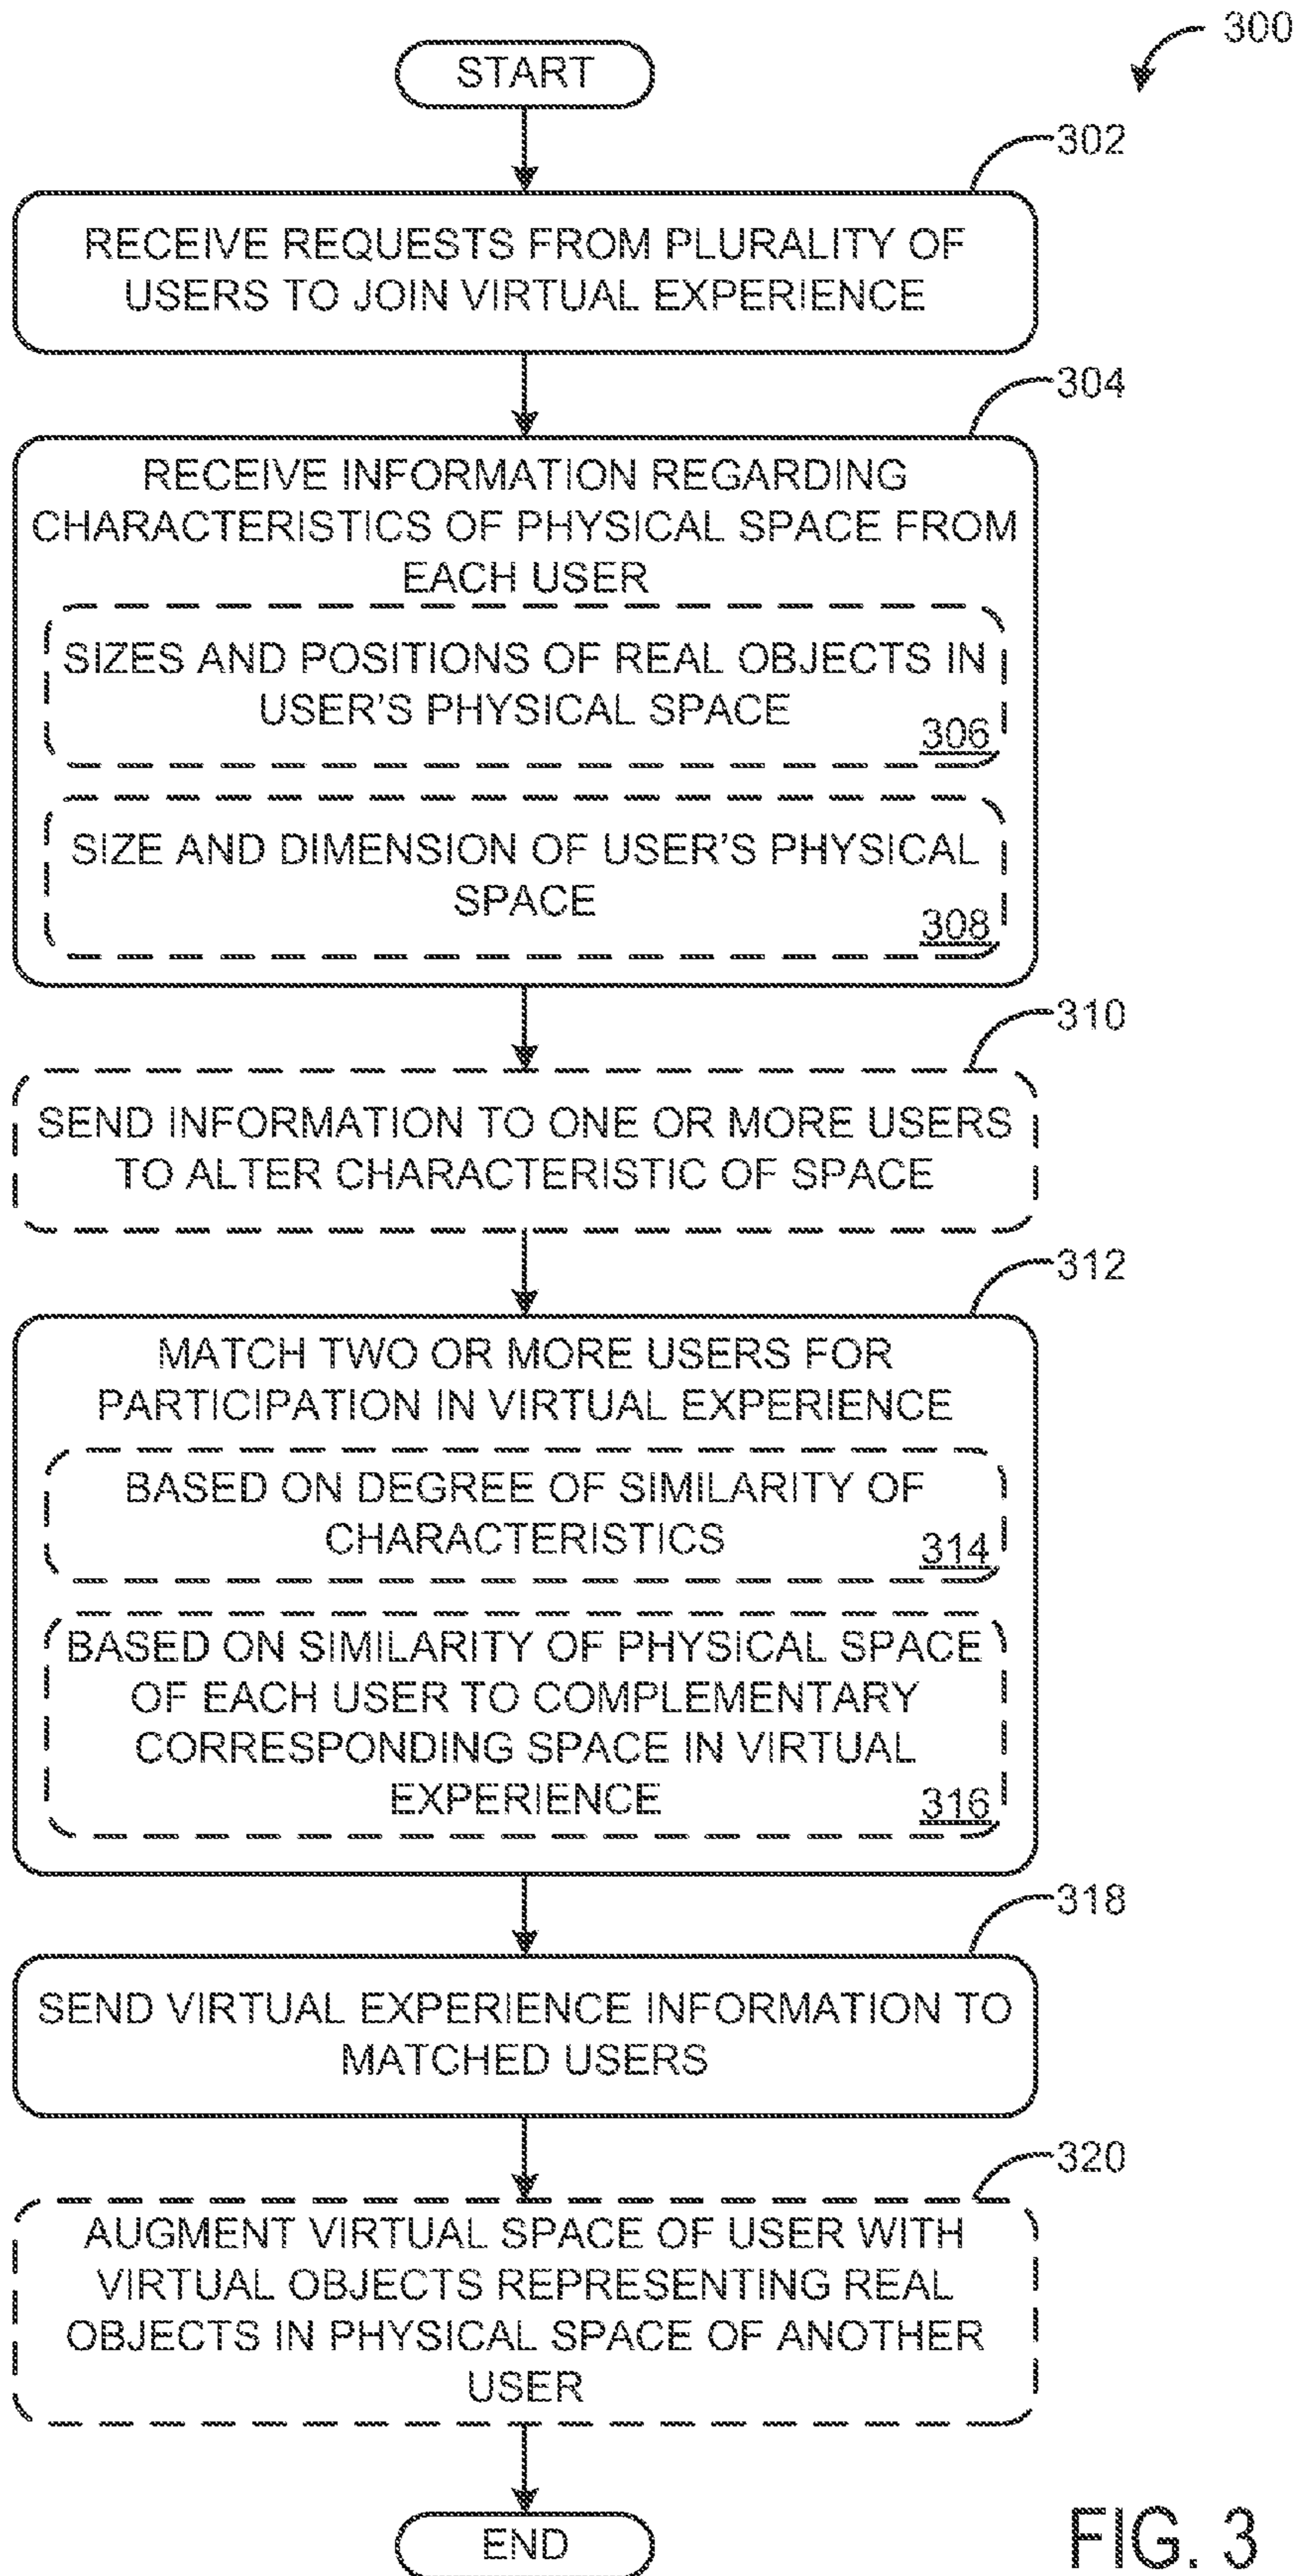 300
START
302
RECEIVE REQUESTS FROM PLURALITY OF
USERS TO JOIN VIRTUAL EXPERIENCE
304
RECEIVE INFORMATION REGARDING
CHARACTERISTICS OF PHYSICAL SPACE FROM
EACH USER
SIZES AND POSITIONS OF REAL OBJECTS IN
USER'S PHYSICAL SPACE
306
SIZE AND DIMENSION OF USER'S PHYSICAL
SPACE
308
310
SEND INFORMATION TO ONE OR MORE USERS
TO ALTER CHARACTERISTIC OF SPACE
312
MATCH TWO OR MORE USERS FOR
PARTICIPATION IN VIRTUAL EXPERIENCE
BASED ON DEGREE OF SIMILARITY OF
CHARACTERISTICS
314
BASED ON SIMILARITY OF PHYSICAL SPACE
OF EACH USER TO COMPLEMENTARY
CORRESPONDING SPACE IN VIRTUAL
EXPERIENCE
316
318
SEND VIRTUAL EXPERIENCE INFORMATION TO
MATCHED USERS
320
AUGMENT VIRTUAL SPACE OF USER WITH
VIRTUAL OBJECTS REPRESENTING REAL
OBJECTS IN PHYSICAL SPACE OF ANOTHER
USER
END
FIG. 3